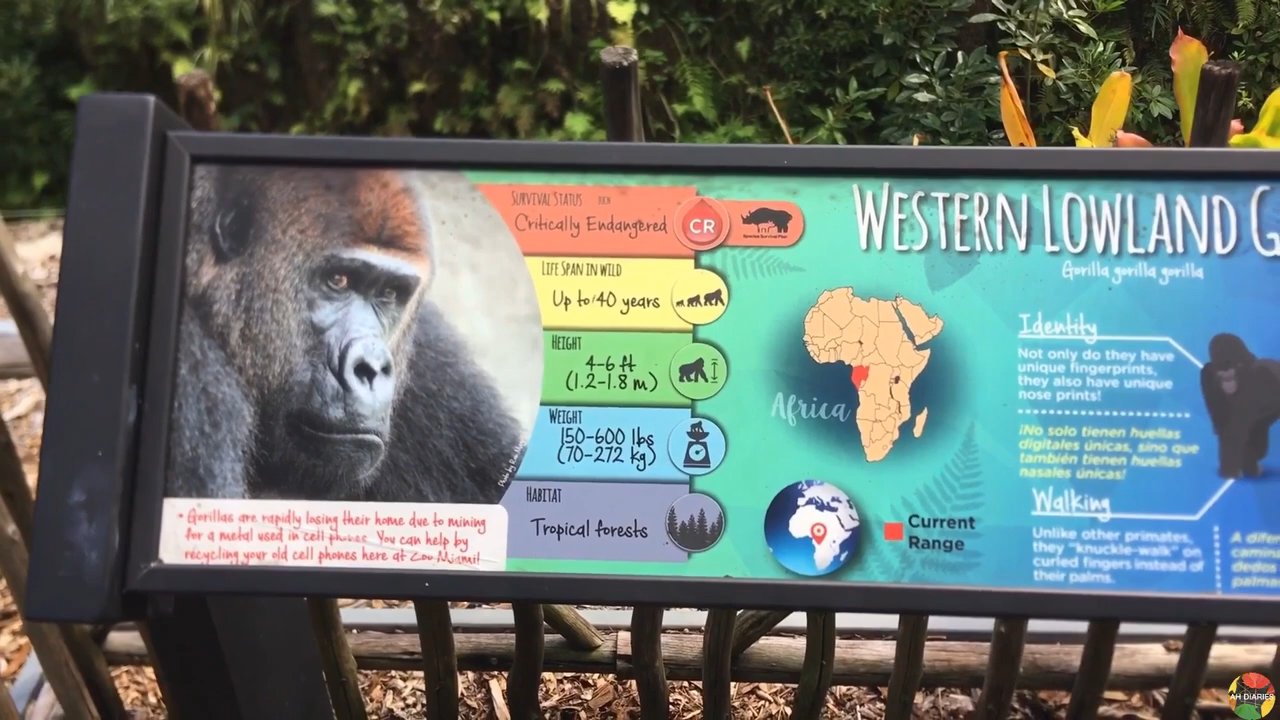 SURVIVAL STATUS IUCN
Critically Endangered
CR
Species Survival Plan
LIFE SPAN IN WILD
Up to 40 years
HEIGHT
4-6 ft
(1.2-1.8 m)
WEIGHT
150-600 lbs
(70-272 kg)
HABITAT
Tropical forests
• Gorillas are rapidly losing their home due to mining
for a metal used in cell phones. You can help by
recycling your old cell phones here at Zoo Miami!
WESTERN LOWLAND G
Gorilla gorilla gorilla
Africa
Current
Range
Identity
Not only do they have
unique fingerprints,
they also have unique
nose prints!
¡No solo tienen huellas
digitales únicas, sino que
también tienen huellas
nasales únicas!
Walking
Unlike other primates,
they "knuckle-walk" on
curled fingers instead of
their palms.
A difer
camina
dedos
palma
AH DIARIES